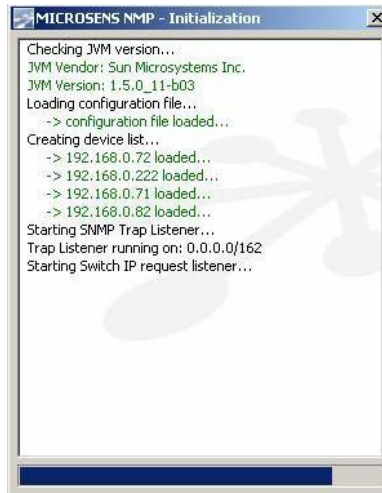 MICROSENS NMP - Initialization
Checking JVM version...
JVM Vendor: Sun Microsystems Inc.
JVM Version: 1.5.0_11-b03
Loading configuration file...
-> configuration file loaded...
Creating device list...
-> 192.168.0.72 loaded...
-> 192.168.0.222 loaded...
-> 192.168.0.71 loaded...
-> 192.168.0.82 loaded...
Starting SNMP Trap Listener...
Trap Listener running on: 0.0.0.0/162
Starting Switch IP request listener...